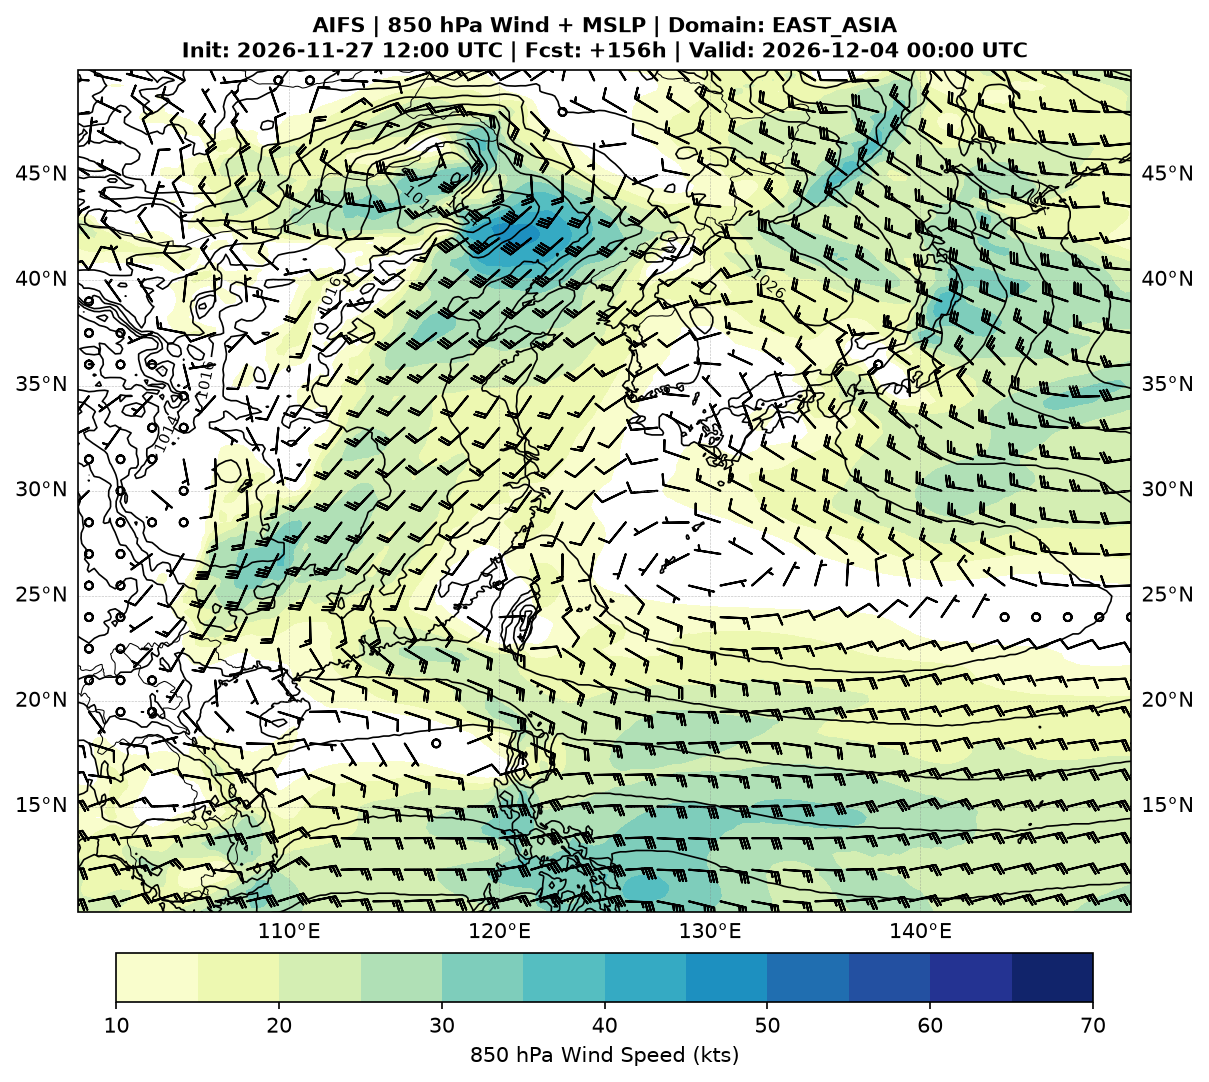 AIFS | 850 hPa Wind + MSLP | Domain: EAST_ASIA
Init: 2026-11-27 12:00 UTC | Fcst: +156h | Valid: 2026-12-04 00:00 UTC
45°N 45°N
1012
40°N 40°N
1016
1026
35°N 35°N
1014
30°N 30°N
25°N 25°N
20°N 20°N
15°N 15°N
110°E 120°E 130°E 140°E
10 20 30 40 50 60 70
850 hPa Wind Speed (kts)